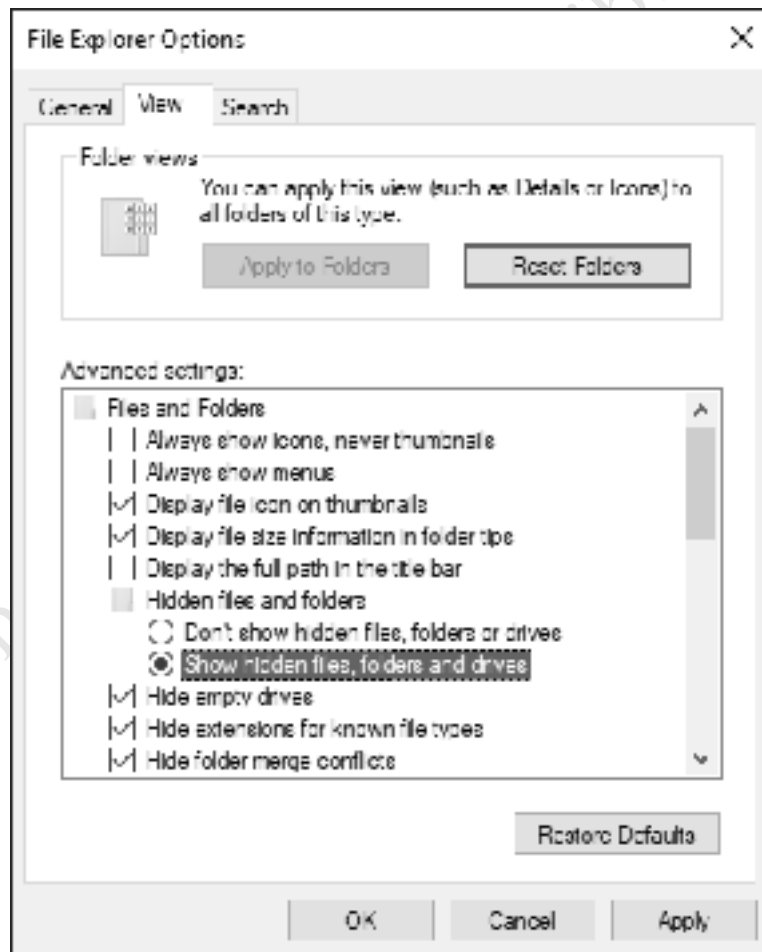 File Explorer Options
General View Search
Folder views
You can apply this view (such as Details or Icons) to
all folders of this type.
Apply to Folders Reset Folders
Advanced settings:
Files and Folders
Always show icons, never thumbnails
Always show menus
Display file icon on thumbnails
Display file size information in folder tips
Display the full path in the title bar
Hidden files and folders
Don't show hidden files, folders or drives
Show hidden files, folders and drives
Hide empty drives
Hide extensions for known file types
Hide folder merge conflicts
Restore Defaults
OK Cancel Apply